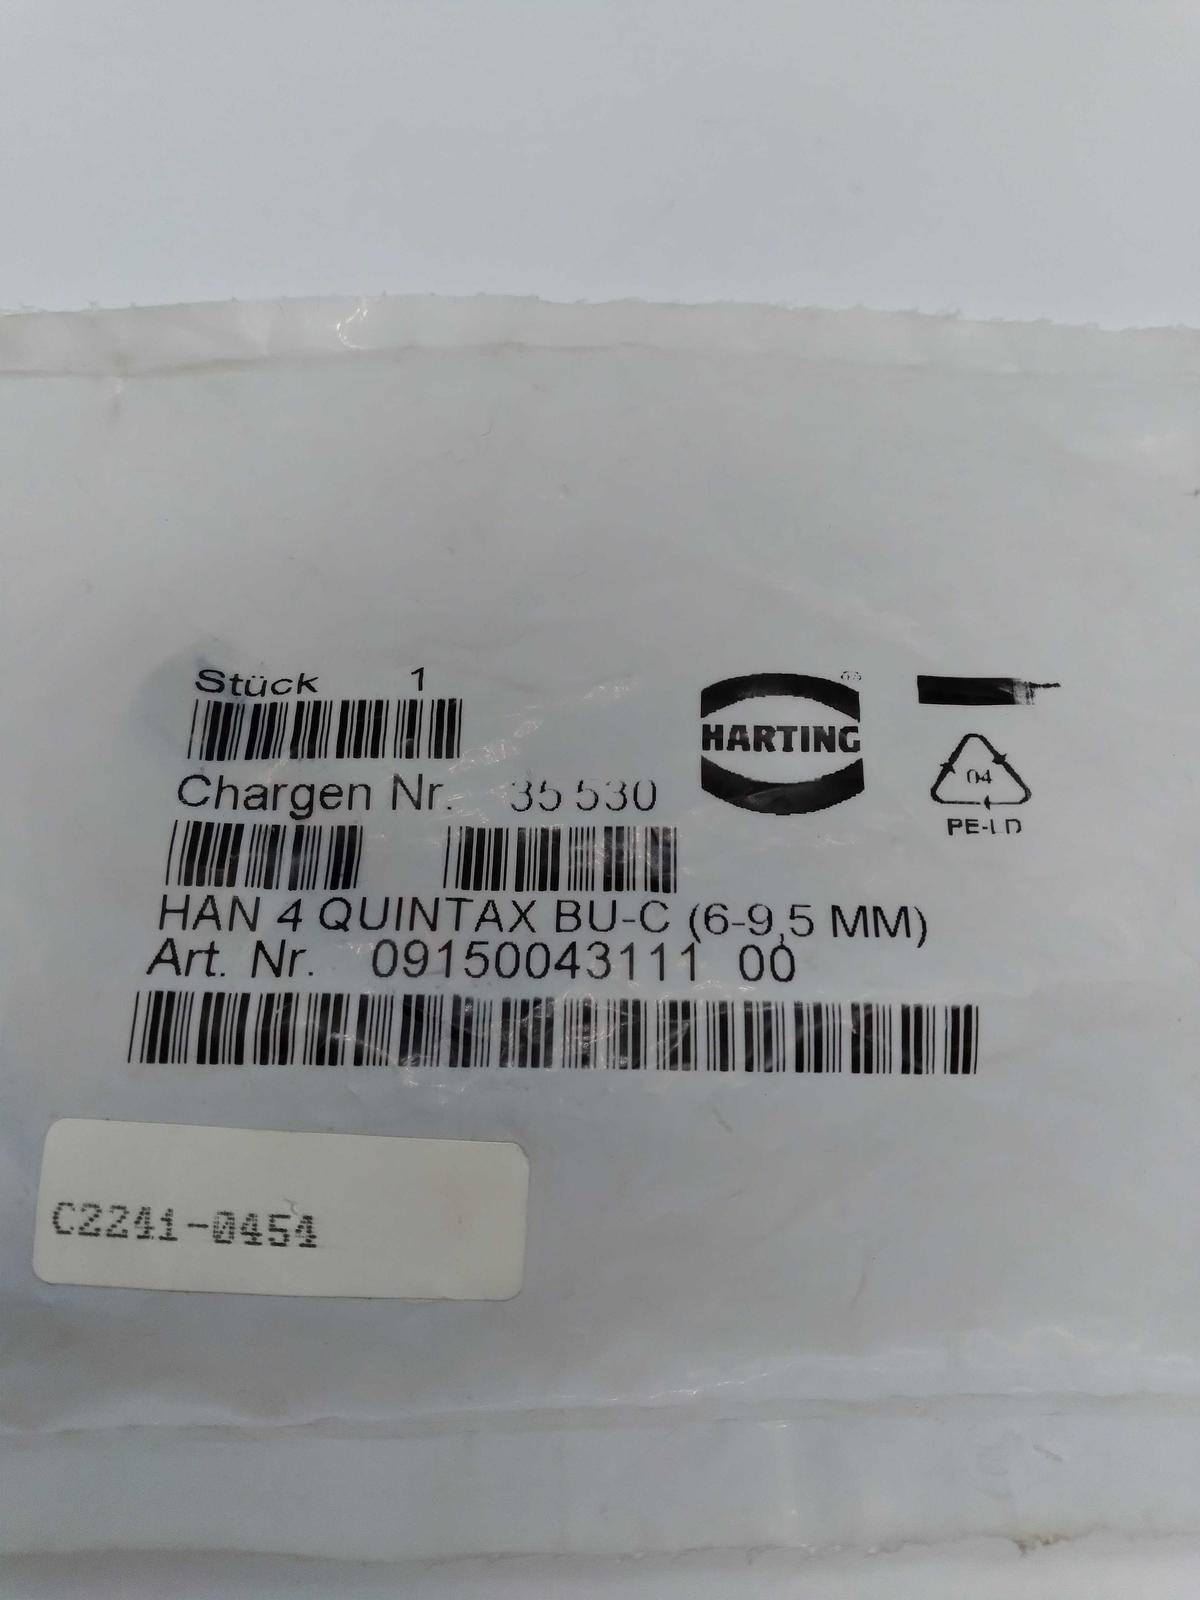 Stück 1
Chargen Nr. 35 530
HARTING
04
PE-LD
HAN 4 QUINTAX BU-C (6-9,5 MM)
Art. Nr. 09150043111 00
C2241-0454